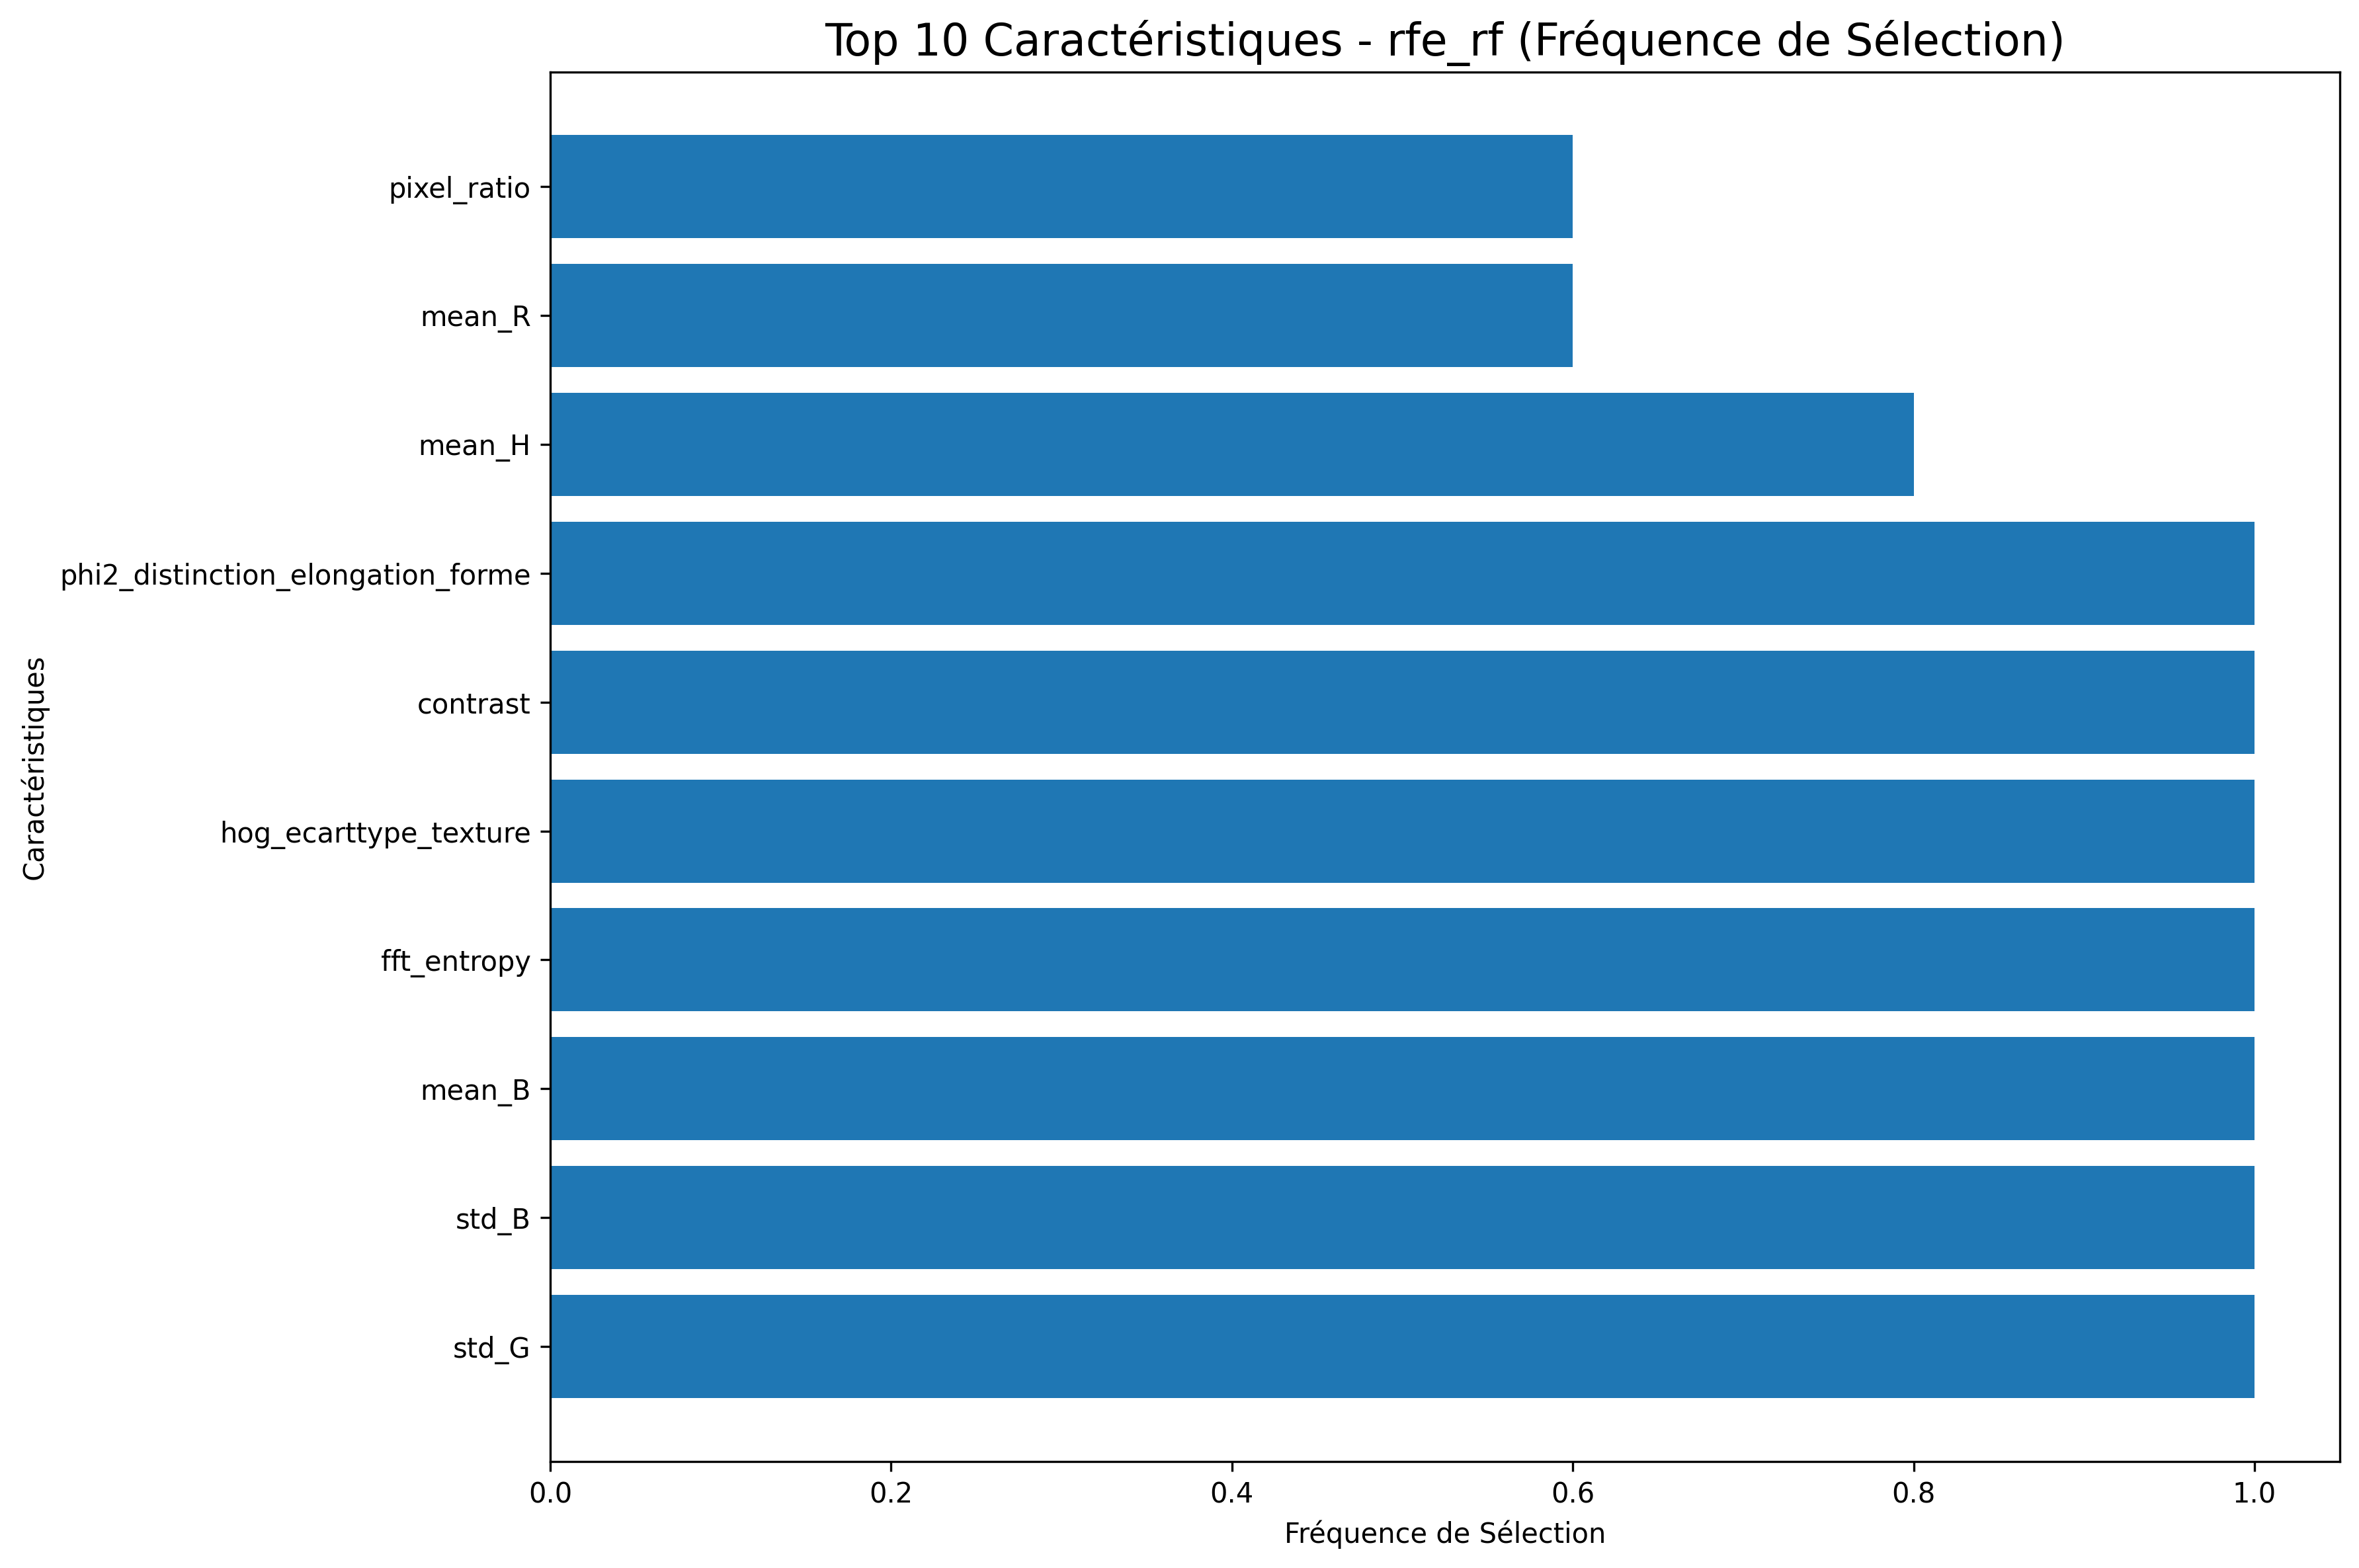 Top 10 Caractéristiques - rfe_rf (Fréquence de Sélection)
Caractéristiques
pixel_ratio
mean_R
mean_H
phi2_distinction_elongation_forme
contrast
hog_ecarttype_texture
fft_entropy
mean_B
std_B
std_G
0.0 0.2 0.4 0.6 0.8 1.0
Fréquence de Sélection